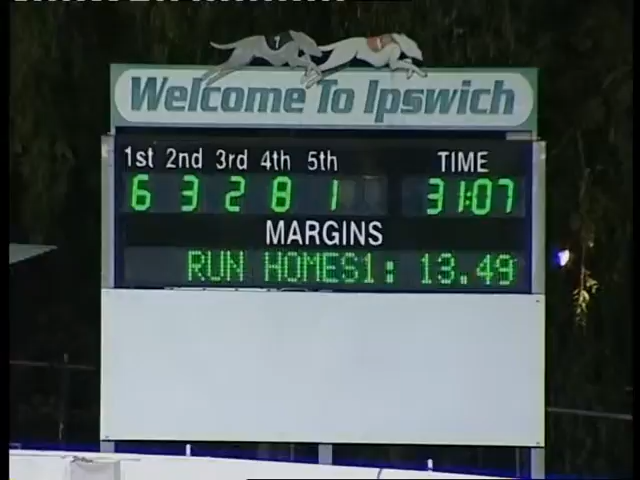 Welcome To Ipswich
1st 2nd 3rd 4th 5th TIME
6 3 2 8 1 31:07
MARGINS
RUN HOMES1: 13.49